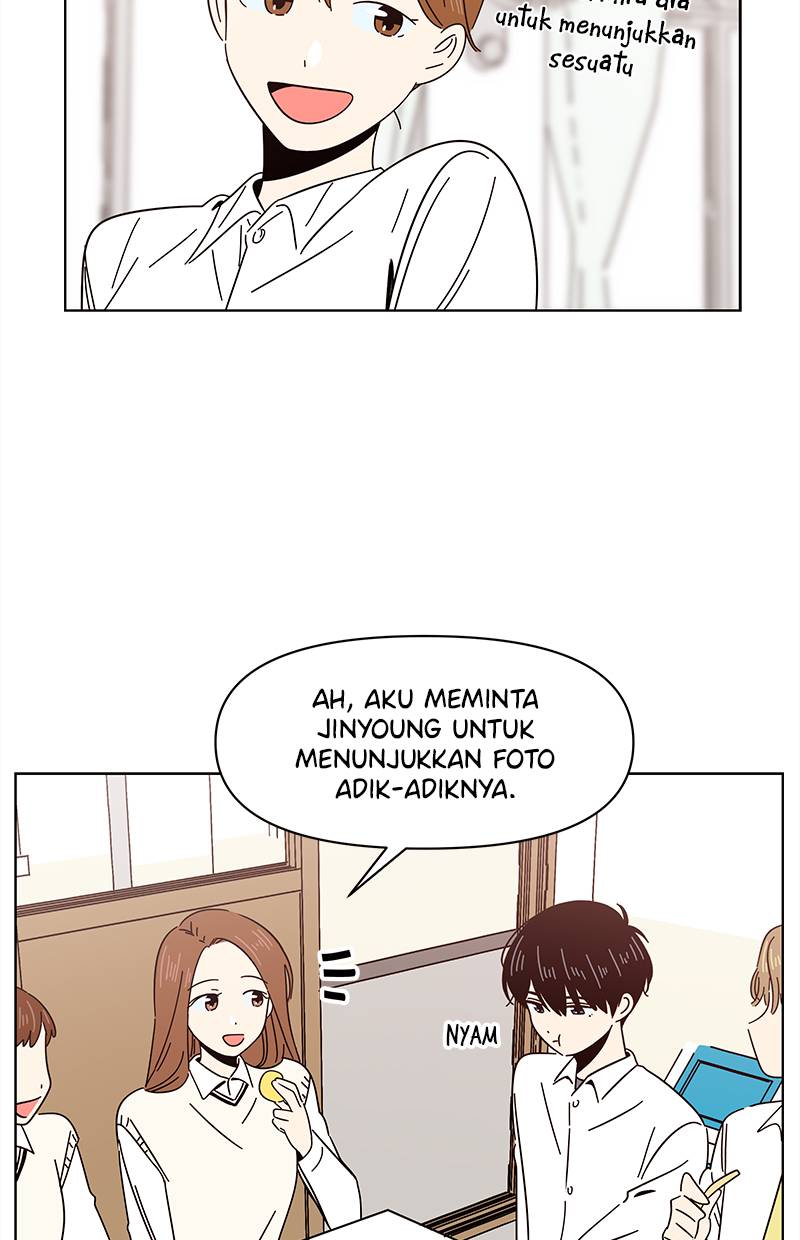 untuk menunjukkan
sesuatu
AH, AKU MEMINTA
JINYOUNG UNTUK
MENUNJUKKAN FOTO
ADIK-ADIKNYA.
NYAM